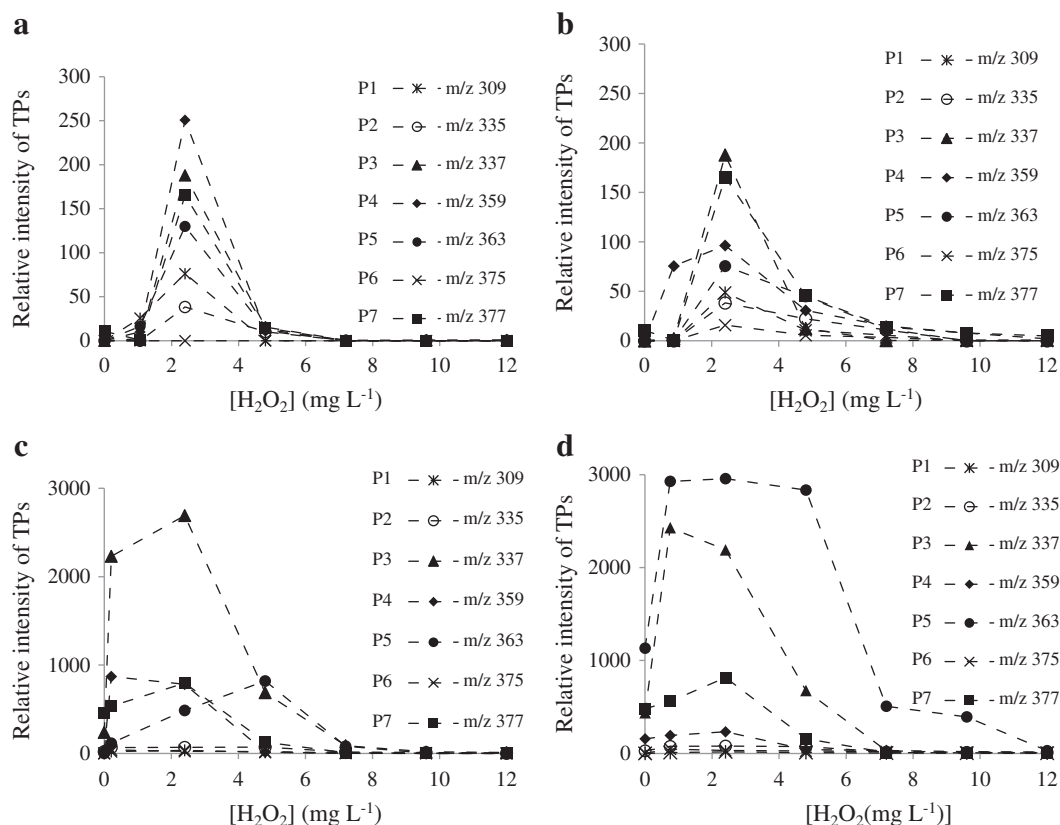 a
Relative intensity of TPs
300
250
200
150
100
50
0
0 2 4 6 8 10 12
[H₂O₂] (mg L⁻¹)
P1 m/z 309
P2 m/z 335
P3 m/z 337
P4 m/z 359
P5 m/z 363
P6 m/z 375
P7 m/z 377
b
Relative intensity of TPs
300
250
200
150
100
50
0
0 2 4 6 8 10 12
[H₂O₂] (mg L⁻¹)
P1 m/z 309
P2 m/z 335
P3 m/z 337
P4 m/z 359
P5 m/z 363
P6 m/z 375
P7 m/z 377
c
Relative intensity of TPs
3000
2000
1000
0
0 2 4 6 8 10 12
[H₂O₂] (mg L⁻¹)
P1 m/z 309
P2 m/z 335
P3 m/z 337
P4 m/z 359
P5 m/z 363
P6 m/z 375
P7 m/z 377
d
Relative intensity of TPs
3000
2000
1000
0
0 2 4 6 8 10 12
[H₂O₂(mg L⁻¹)]
P1 m/z 309
P2 m/z 335
P3 m/z 337
P4 m/z 359
P5 m/z 363
P6 m/z 375
P7 m/z 377